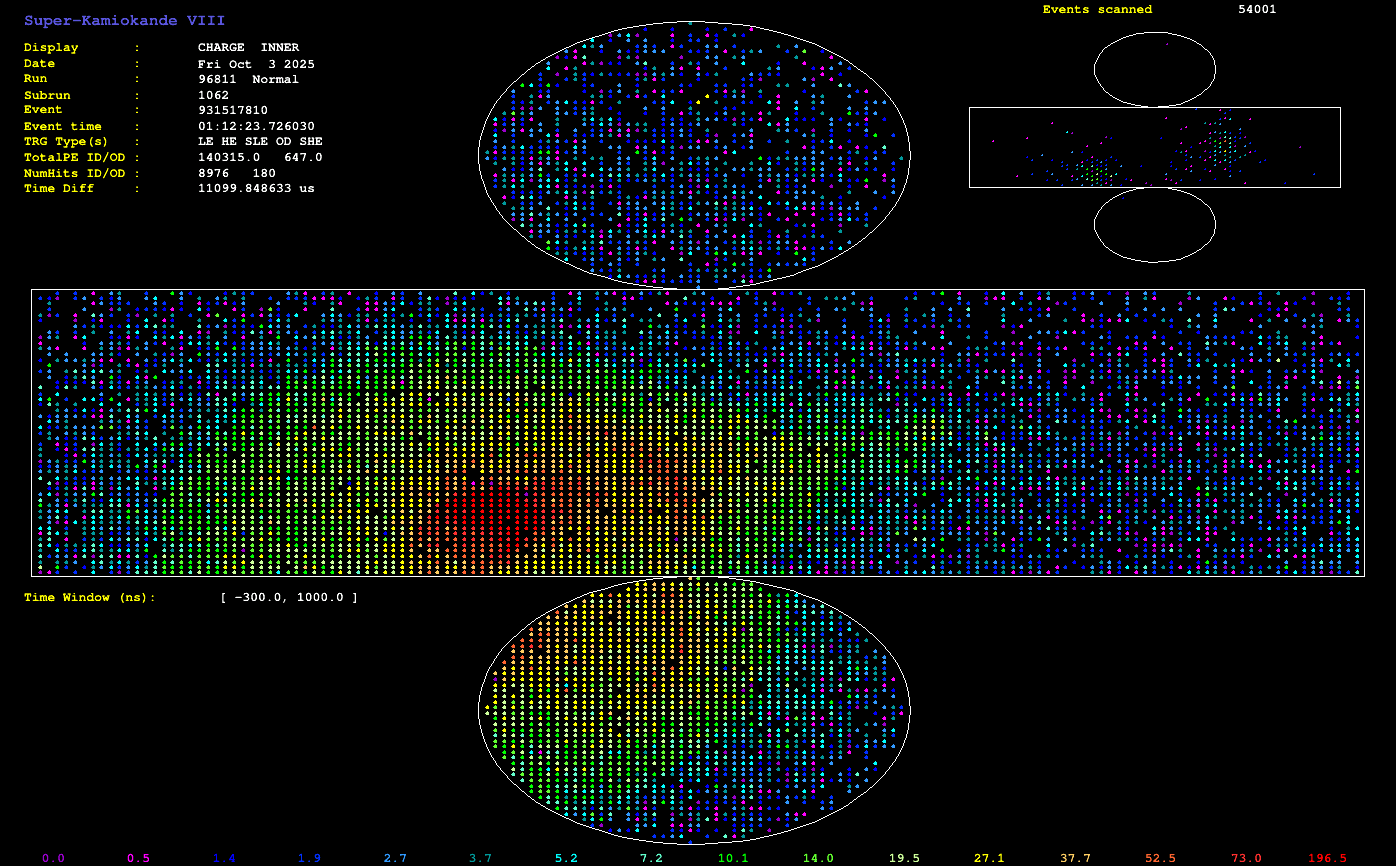 Super-Kamiokande VIII
Events scanned 54001
Display : CHARGE INNER
Date : Fri Oct 3 2025
Run : 96811 Normal
Subrun : 1062
Event : 931517810
Event time : 01:12:23.726030
TRG Type(s) : LE HE SLE OD SHE
TotalPE ID/OD : 140315.0 647.0
NumHits ID/OD : 8976 180
Time Diff : 11099.848633 us
Time Window (ns): [ -300.0, 1000.0 ]
0.0 0.5 1.4 1.9 2.7 3.7 5.2 7.2 10.1 14.0 19.5 27.1 37.7 52.5 73.0 196.5